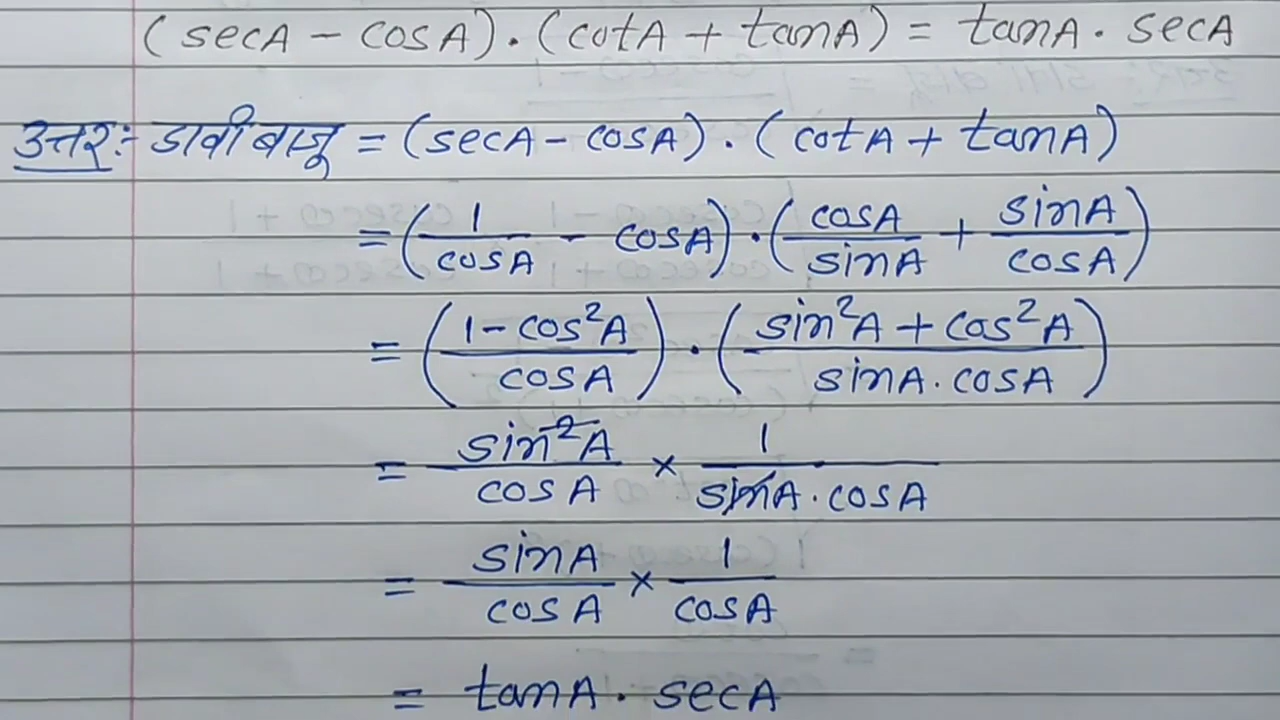 (secA - cosA) · (cotA + tanA) = tanA · secA
उत्तर:- डावी बाजू = (secA - cosA) · (cotA + tanA)
= (1/cosA - cosA) · (cosA/sinA + sinA/cosA)
= ((1 - cos²A)/cosA) · ((sin²A + cos²A)/(sinA · cosA))
= sin²A/cosA × 1/(sinA · cosA)
= sinA/cosA × 1/cosA
= tanA · secA